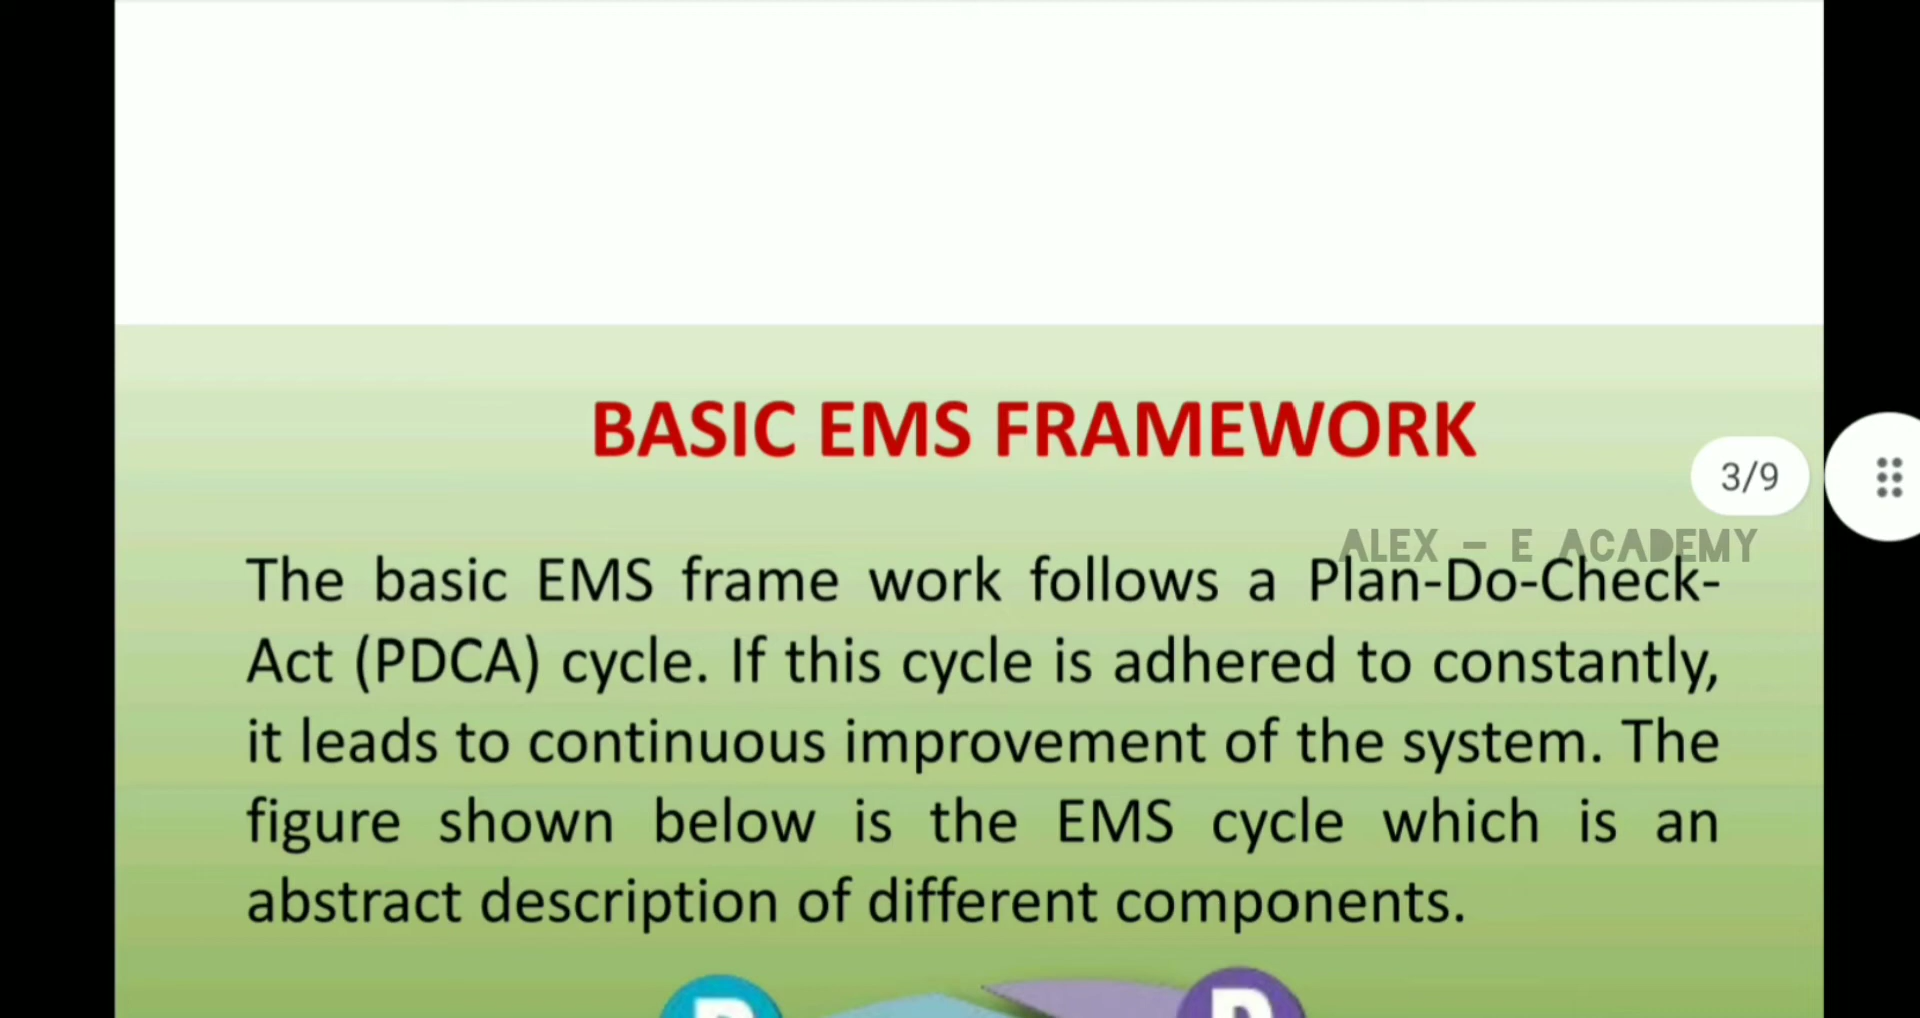 BASIC EMS FRAMEWORK
3/9
ALEX - E ACADEMY
The basic EMS frame work follows a Plan-Do-Check-
Act (PDCA) cycle. If this cycle is adhered to constantly,
it leads to continuous improvement of the system. The
figure shown below is the EMS cycle which is an
abstract description of different components.